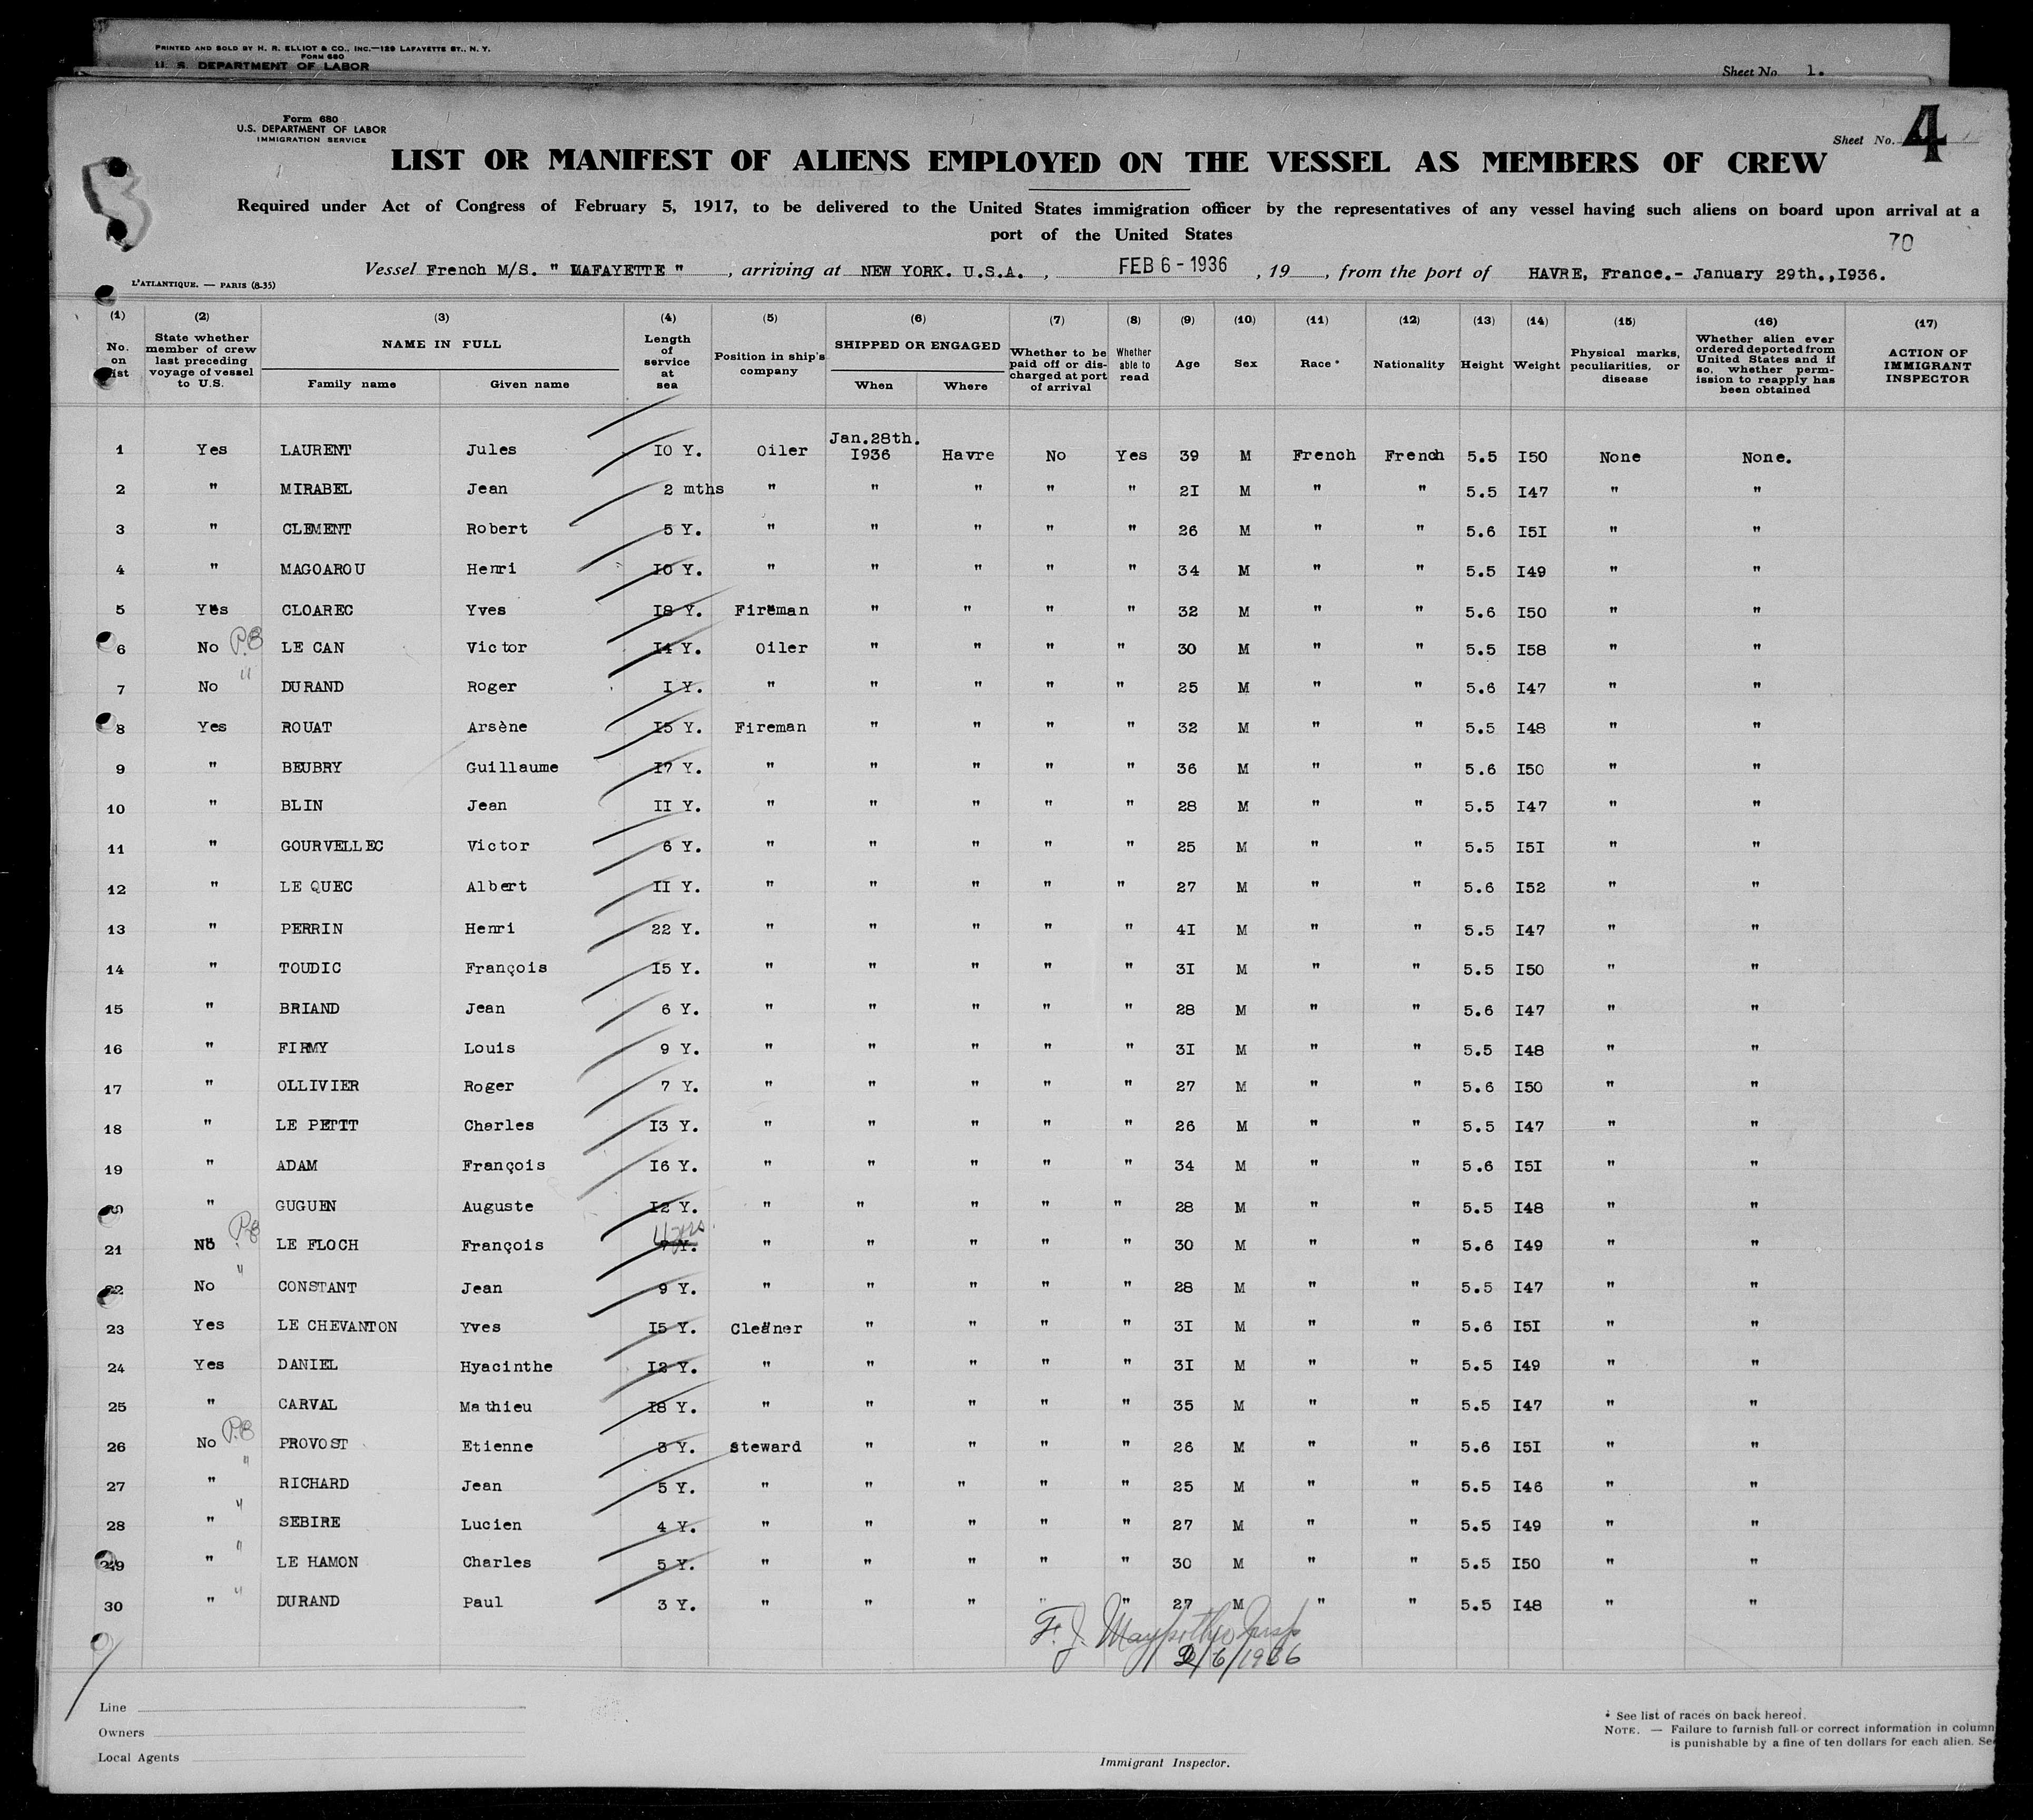 PRINTED AND SOLD BY H. R. ELLIOT & CO., INC.—129 LAFAYETTE ST., N. Y.
FORM 680
U. S. DEPARTMENT OF LABOR
Sheet No. 1.
Form 680
U.S. DEPARTMENT OF LABOR
IMMIGRATION SERVICE
Sheet No. 4
LIST OR MANIFEST OF ALIENS EMPLOYED ON THE VESSEL AS MEMBERS OF CREW
Required under Act of Congress of February 5, 1917, to be delivered to the United States immigration officer by the representatives of any vessel having such aliens on board upon arrival at a
port of the United States
70
Vessel French M/S. " LAFAYETTE " , arriving at NEW YORK. U.S.A. , FEB 6 - 1936 , 19 , from the port of HAVRE, France.- January 29th.,I936.
L'ATLANTIQUE. — PARIS (8-35)
(1) No. on list (2) State whether member of crew last preceding voyage of vessel to U.S. (3) NAME IN FULL Family name Given name (4) Length of service at sea (5) Position in ship's company (6) SHIPPED OR ENGAGED When Where (7) Whether to be paid off or discharged at port of arrival (8) Whether able to read (9) Age (10) Sex (11) Race * (12) Nationality (13) Height (14) Weight (15) Physical marks, peculiarities, or disease (16) Whether alien ever ordered deported from United States and if so, whether permission to reapply has been obtained (17) ACTION OF IMMIGRANT INSPECTOR
1 Yes LAURENT Jules IO Y. Oiler Jan.28th. I936 Havre No Yes 39 M French French 5.5 I50 None None.
2 " MIRABEL Jean 2 mths " " " " " 2I M " " 5.5 I47 " "
3 " CLEMENT Robert 5 Y. " " " " " 26 M " " 5.6 I5I " "
4 " MAGOAROU Henri IO Y. " " " " " 34 M " " 5.5 I49 " "
5 Yes CLOAREC Yves I8 Y. Fireman " " " " 32 M " " 5.6 I50 " "
6 No P.B LE CAN Victor I4 Y. Oiler " " " " 30 M " " 5.5 I58 " "
7 No " DURAND Roger I Y. " " " " " 25 M " " 5.6 I47 " "
8 Yes ROUAT Arsène I5 Y. Fireman " " " " 32 M " " 5.5 I48 " "
9 " BEUBRY Guillaume I7 Y. " " " " " 36 M " " 5.6 I50 " "
10 " BLIN Jean II Y. " " " " " 28 M " " 5.5 I47 " "
11 " GOURVELLEC Victor 6 Y. " " " " " 25 M " " 5.5 I5I " "
12 " LE QUEC Albert II Y. " " " " " 27 M " " 5.6 I52 " "
13 " PERRIN Henri 22 Y. " " " " " 4I M " " 5.5 I47 " "
14 " TOUDIC François I5 Y. " " " " " 3I M " " 5.5 I50 " "
15 " BRIAND Jean 6 Y. " " " " " 28 M " " 5.6 I47 " "
16 " FIRMY Louis 9 Y. " " " " " 3I M " " 5.5 I48 " "
17 " OLLIVIER Roger 7 Y. " " " " " 27 M " " 5.6 I50 " "
18 " LE PETIT Charles I3 Y. " " " " " 26 M " " 5.5 I47 " "
19 " ADAM François I6 Y. " " " " " 34 M " " 5.6 I5I " "
20 " GUGUEN Auguste I2 Y. " " " " " 28 M " " 5.5 I48 " "
21 No P.B LE FLOCH François 7 Y. " " " " " 30 M " " 5.6 I49 " "
22 No " CONSTANT Jean 9 Y. " " " " " 28 M " " 5.5 I47 " "
23 Yes LE CHEVANTON Yves I5 Y. Cleaner " " " " 3I M " " 5.6 I5I " "
24 Yes DANIEL Hyacinthe I2 Y. " " " " " 3I M " " 5.5 I49 " "
25 " CARVAL Mathieu I8 Y. " " " " " 35 M " " 5.5 I47 " "
26 No P.B PROVOST Etienne 3 Y. Steward " " " " 26 M " " 5.6 I5I " "
27 " " RICHARD Jean 5 Y. " " " " " 25 M " " 5.5 I46 " "
28 " " SEBIRE Lucien 4 Y. " " " " " 27 M " " 5.5 I49 " "
29 " " LE HAMON Charles 5 Y. " " " " " 30 M " " 5.5 I50 " "
30 " " DURAND Paul 3 Y. " " " " " 27 M " " 5.5 I48 " "
F. J. Insp
2/6/1936
Line
Owners
Local Agents
Immigrant Inspector.
* See list of races on back hereof.
NOTE. — Failure to furnish full or correct information in column
is punishable by a fine of ten dollars for each alien. See